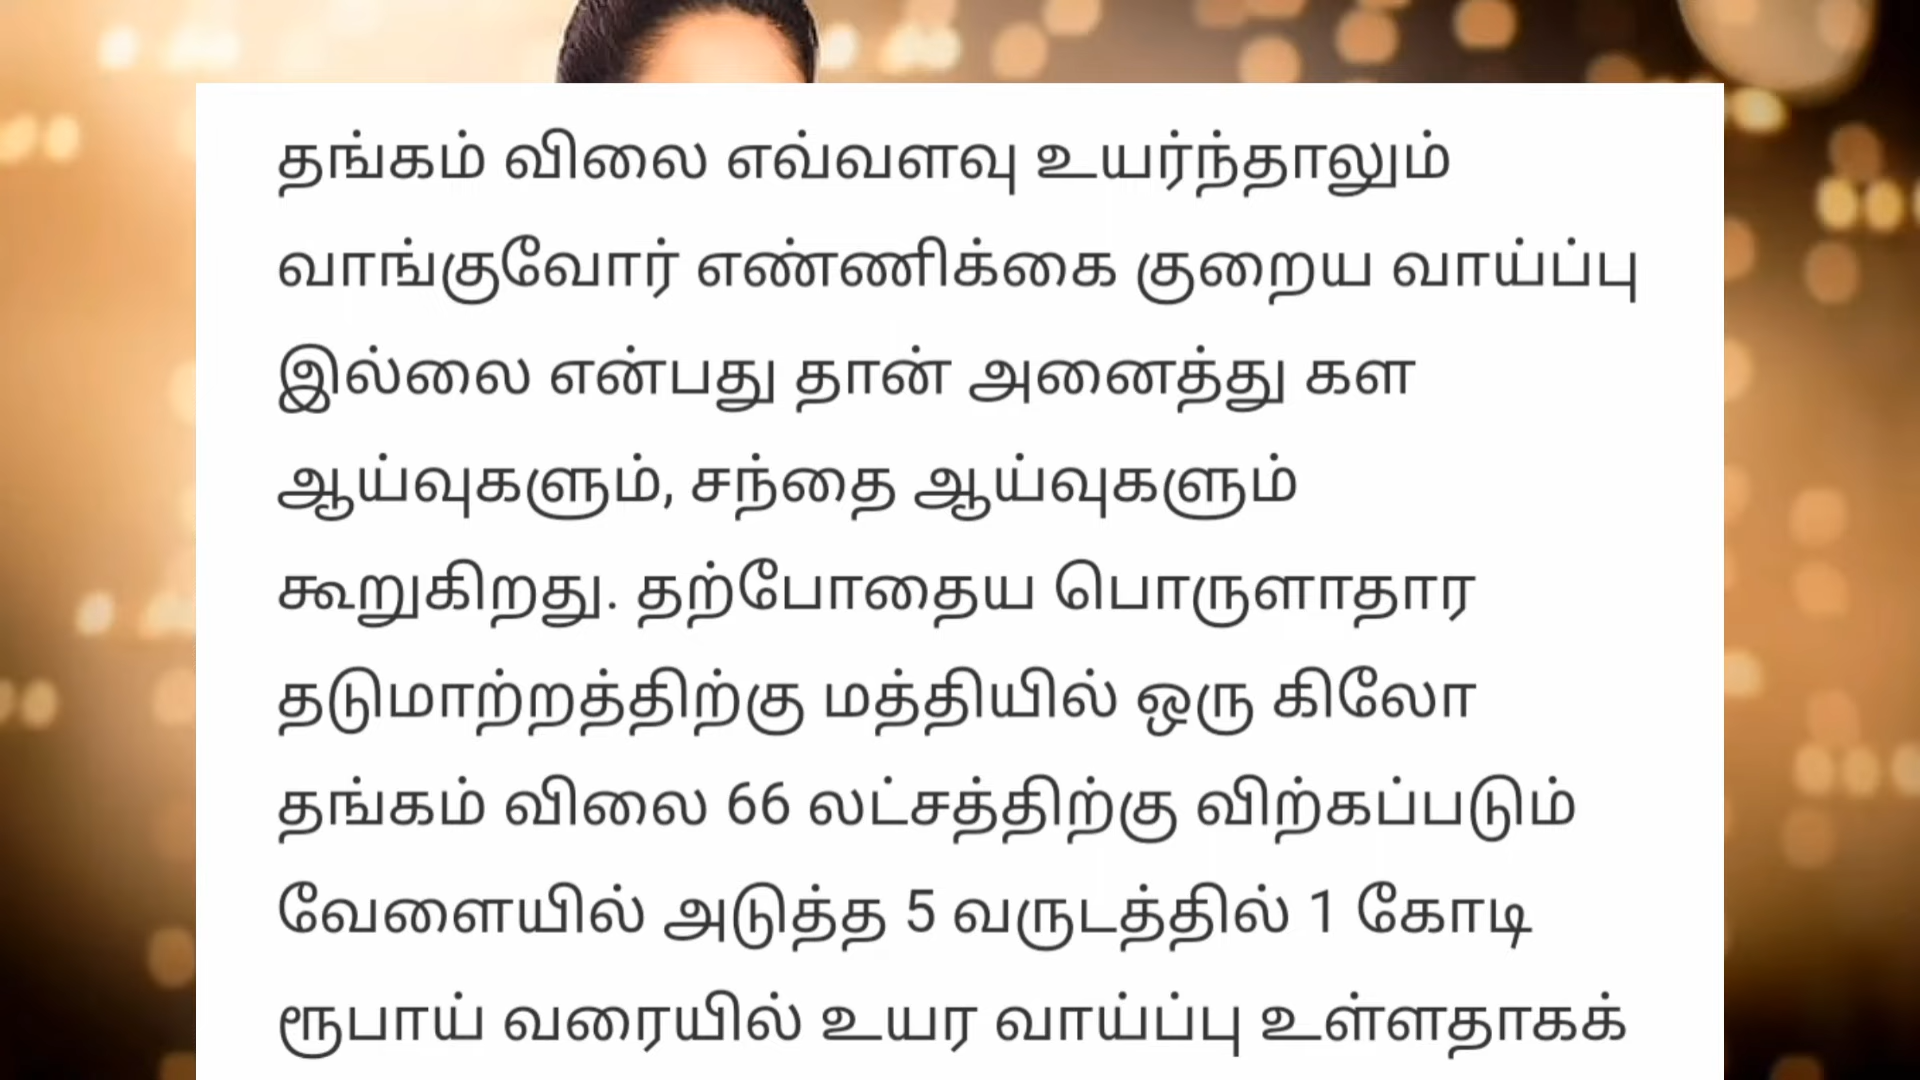 தங்கம் விலை எவ்வளவு உயர்ந்தாலும்
வாங்குவோர் எண்ணிக்கை குறைய வாய்ப்பு
இல்லை என்பது தான் அனைத்து கள
ஆய்வுகளும், சந்தை ஆய்வுகளும்
கூறுகிறது. தற்போதைய பொருளாதார
தடுமாற்றத்திற்கு மத்தியில் ஒரு கிலோ
தங்கம் விலை 66 லட்சத்திற்கு விற்கப்படும்
வேளையில் அடுத்த 5 வருடத்தில் 1 கோடி
ரூபாய் வரையில் உயர வாய்ப்பு உள்ளதாகக்